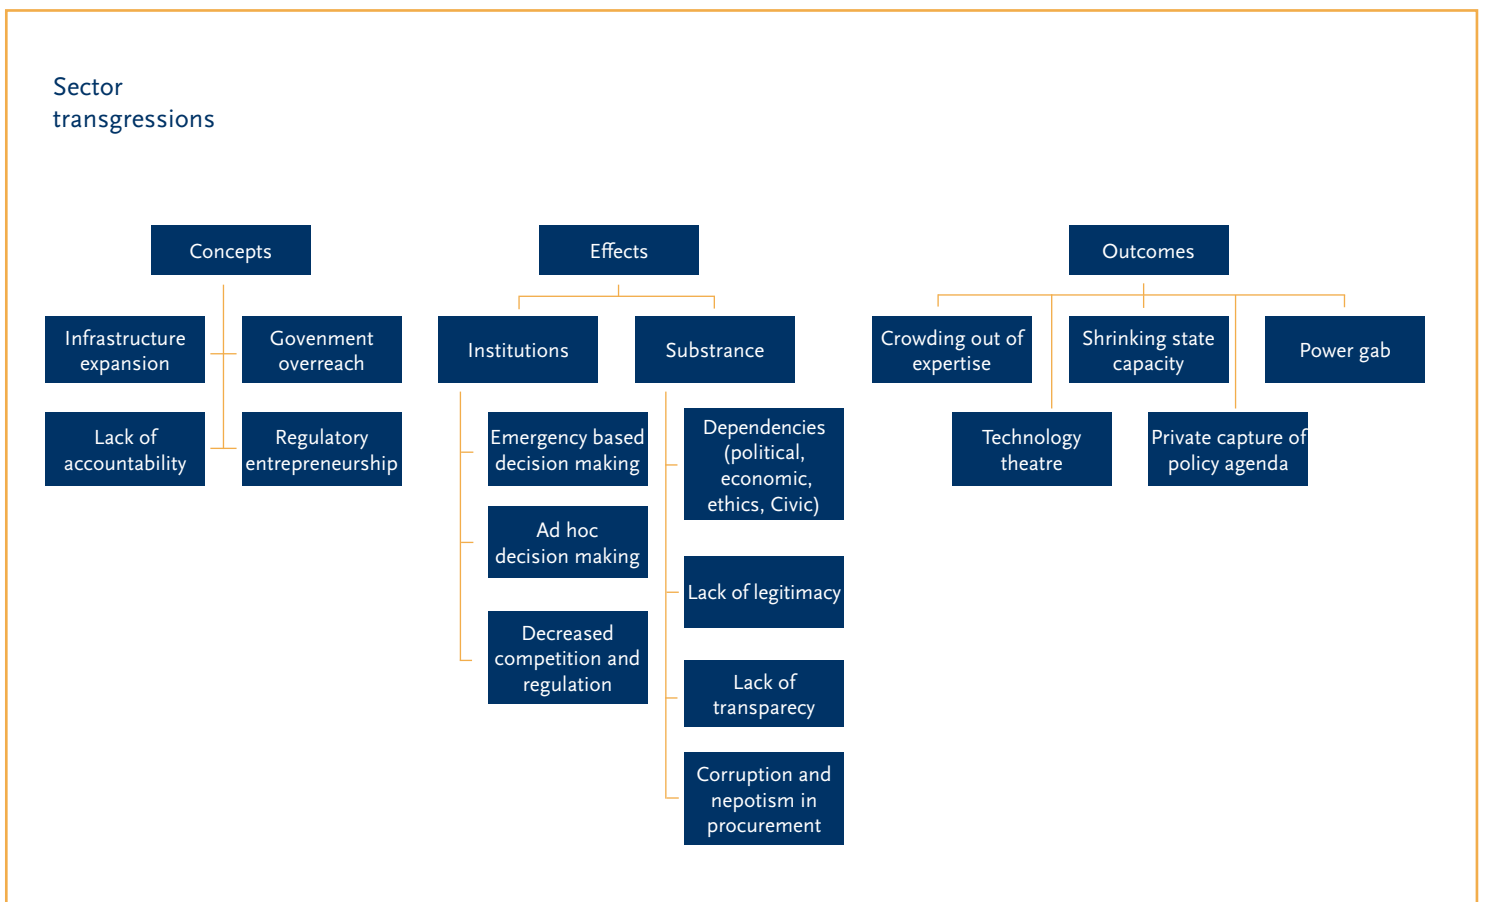 Sector
transgressions
Concepts
Infrastructure
expansion
Govenment
overreach
Lack of
accountability
Regulatory
entrepreneurship
Effects
Institutions
Emergency based
decision making
Ad hoc
decision making
Decreased
competition and
regulation
Substrance
Dependencies
(political,
economic,
ethics, Civic)
Lack of legitimacy
Lack of
transparecy
Corruption and
nepotism in
procurement
Outcomes
Crowding out of
expertise
Shrinking state
capacity
Power gab
Technology
theatre
Private capture of
policy agenda